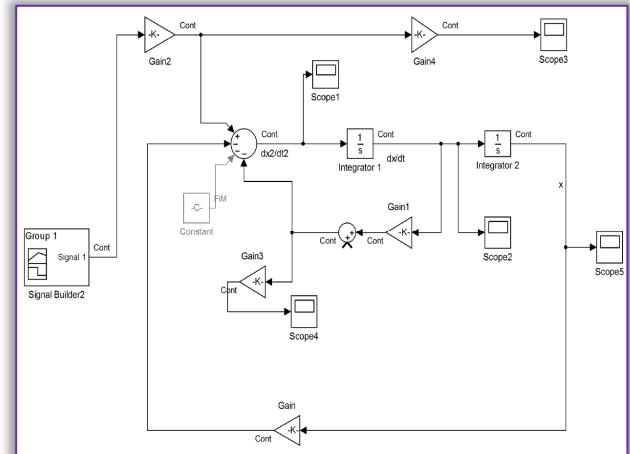 Cont
-K-
Gain2
Cont
-K-
Gain4
Cont
Scope3
Scope1
Cont
dx2/dt2
1
s
Integrator 1
Cont
dx/dt
1
s
Integrator 2
Cont
x
FiM
-C-
Constant
Gain1
-K-
Cont
Cont
Scope2
Scope5
Group 1
Signal 1
Cont
Signal Builder2
Gain3
-K-
Cont
Scope4
Gain
-K-
Cont